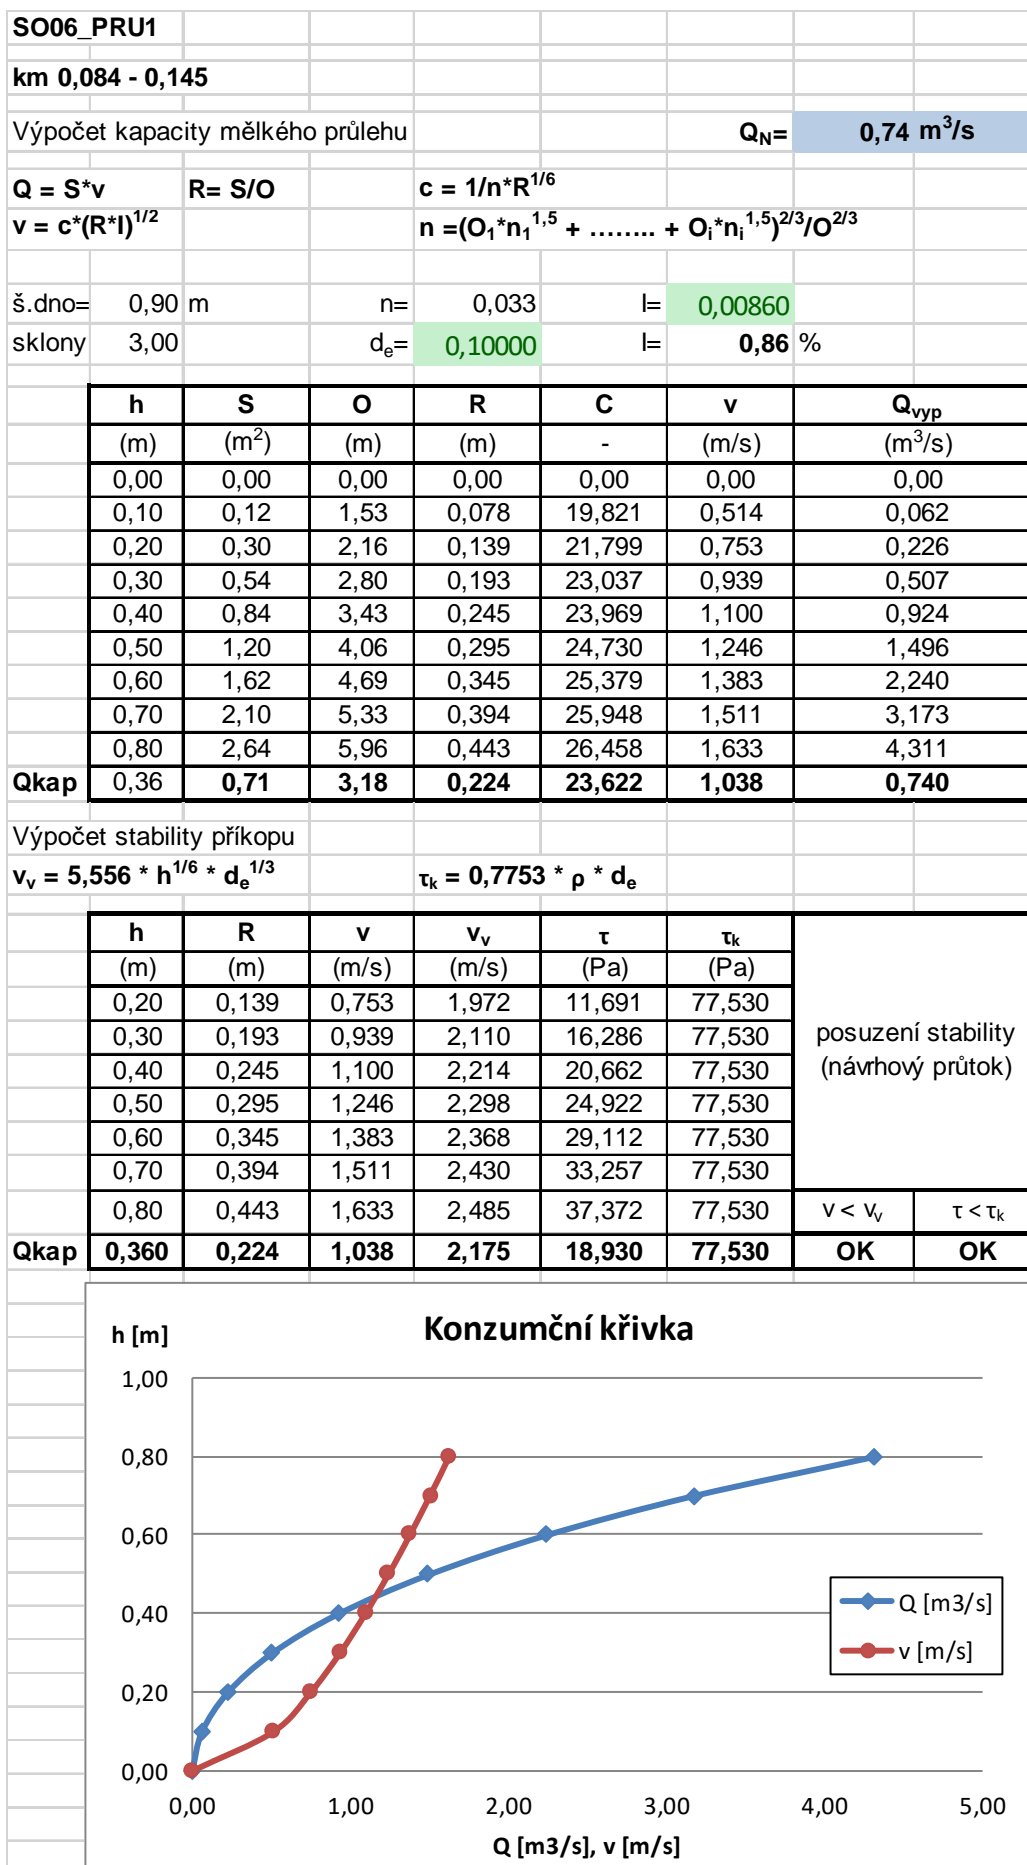 SO06_PRU1
km 0,084 - 0,145
Výpočet kapacity mělkého průlehu Q_N= 0,74 m³/s
Q = S*v R= S/O c = 1/n*R^1/6
v = c*(R*I)^1/2 n =(O₁*n₁^1,5 + …….. + Oᵢ*nᵢ^1,5)^2/3/O^2/3
š.dno= 0,90 m n= 0,033 I= 0,00860
sklony 3,00 dₑ= 0,10000 I= 0,86 %
h S O R C v Q_vyp
(m) (m²) (m) (m) - (m/s) (m³/s)
0,00 0,00 0,00 0,00 0,00 0,00 0,00
0,10 0,12 1,53 0,078 19,821 0,514 0,062
0,20 0,30 2,16 0,139 21,799 0,753 0,226
0,30 0,54 2,80 0,193 23,037 0,939 0,507
0,40 0,84 3,43 0,245 23,969 1,100 0,924
0,50 1,20 4,06 0,295 24,730 1,246 1,496
0,60 1,62 4,69 0,345 25,379 1,383 2,240
0,70 2,10 5,33 0,394 25,948 1,511 3,173
0,80 2,64 5,96 0,443 26,458 1,633 4,311
Qkap 0,36 0,71 3,18 0,224 23,622 1,038 0,740
Výpočet stability příkopu
vᵥ = 5,556 * h^1/6 * dₑ^1/3 τₖ = 0,7753 * ρ * dₑ
h R v vᵥ τ τₖ
(m) (m) (m/s) (m/s) (Pa) (Pa)
0,20 0,139 0,753 1,972 11,691 77,530
0,30 0,193 0,939 2,110 16,286 77,530
posuzení stability
0,40 0,245 1,100 2,214 20,662 77,530
(návrhový průtok)
0,50 0,295 1,246 2,298 24,922 77,530
0,60 0,345 1,383 2,368 29,112 77,530
0,70 0,394 1,511 2,430 33,257 77,530
0,80 0,443 1,633 2,485 37,372 77,530 v < vᵥ τ < τₖ
Qkap 0,360 0,224 1,038 2,175 18,930 77,530 OK OK
Konzumční křivka
h [m]
1,00
0,80
0,60
0,40
0,20
0,00
Q [m3/s]
v [m/s]
0,00 1,00 2,00 3,00 4,00 5,00
Q [m3/s], v [m/s]